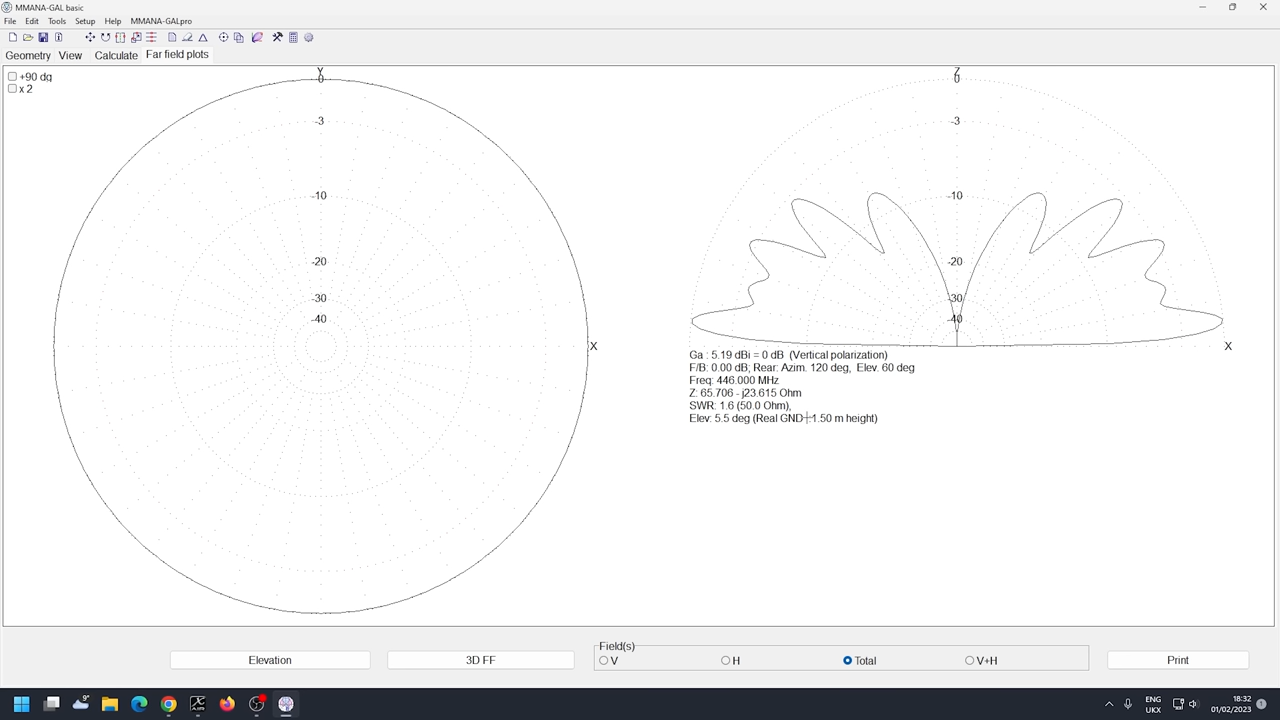 MMANA-GAL basic
File Edit Tools Setup Help MMANA-GALpro
Geometry View Calculate Far field plots
+90 dg
x 2
Y
0
-3
-10
-20
-30
-40
X
Z
0
-3
-10
-20
-30
-40
X
Ga : 5.19 dBi = 0 dB (Vertical polarization)
F/B: 0.00 dB; Rear: Azim. 120 deg, Elev. 60 deg
Freq: 446.000 MHz
Z: 65.706 - j23.615 Ohm
SWR: 1.6 (50.0 Ohm),
Elev: 5.5 deg (Real GND :1.50 m height)
Field(s)
Elevation 3D FF V H Total V+H Print
9°
ENG
UKX
18:32
01/02/2023